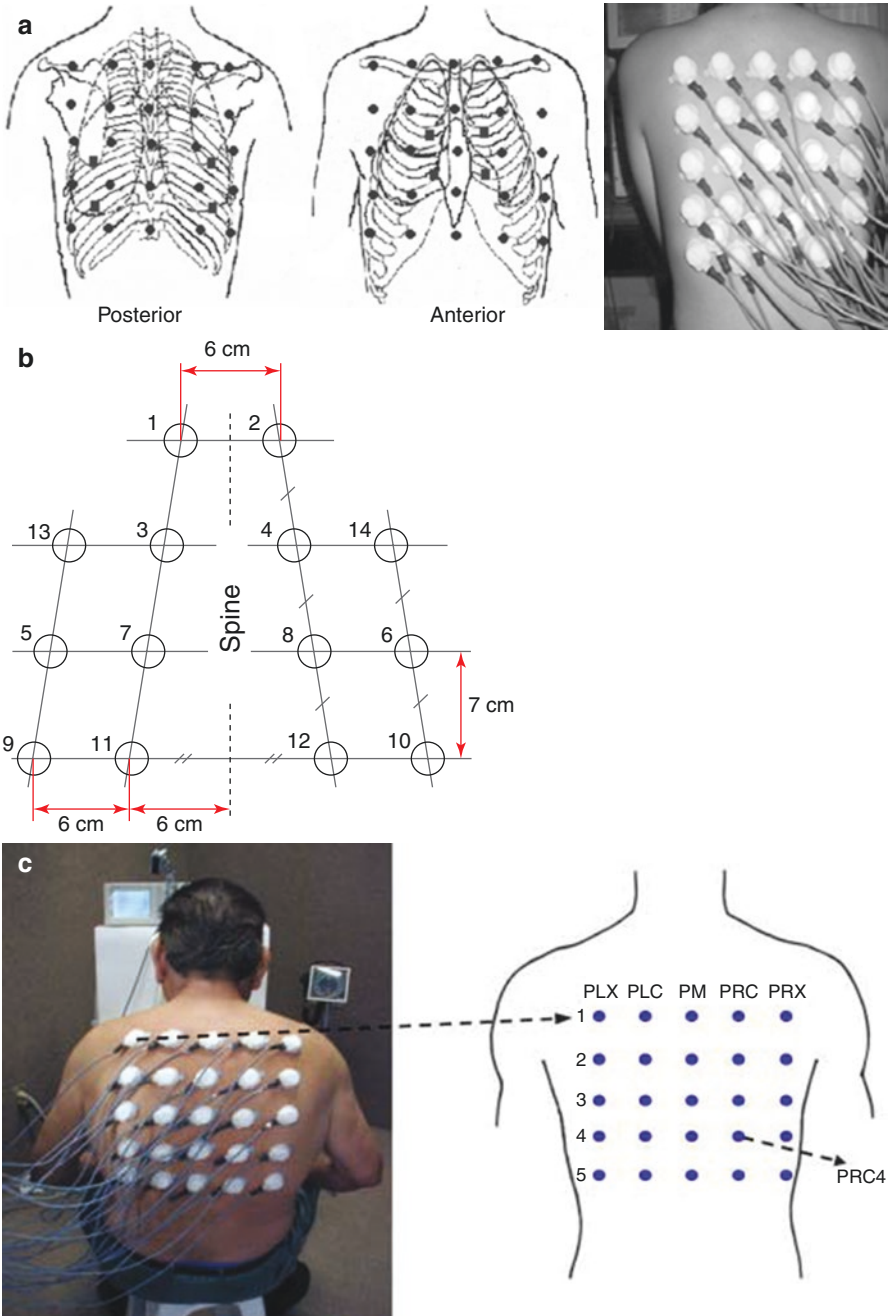 a
Posterior
Anterior
b
6 cm
1 2
13 3 4 14
Spine
5 7 8 6
7 cm
9 11 12 10
6 cm 6 cm
c
PLX PLC PM PRC PRX
1
2
3
4
PRC4
5